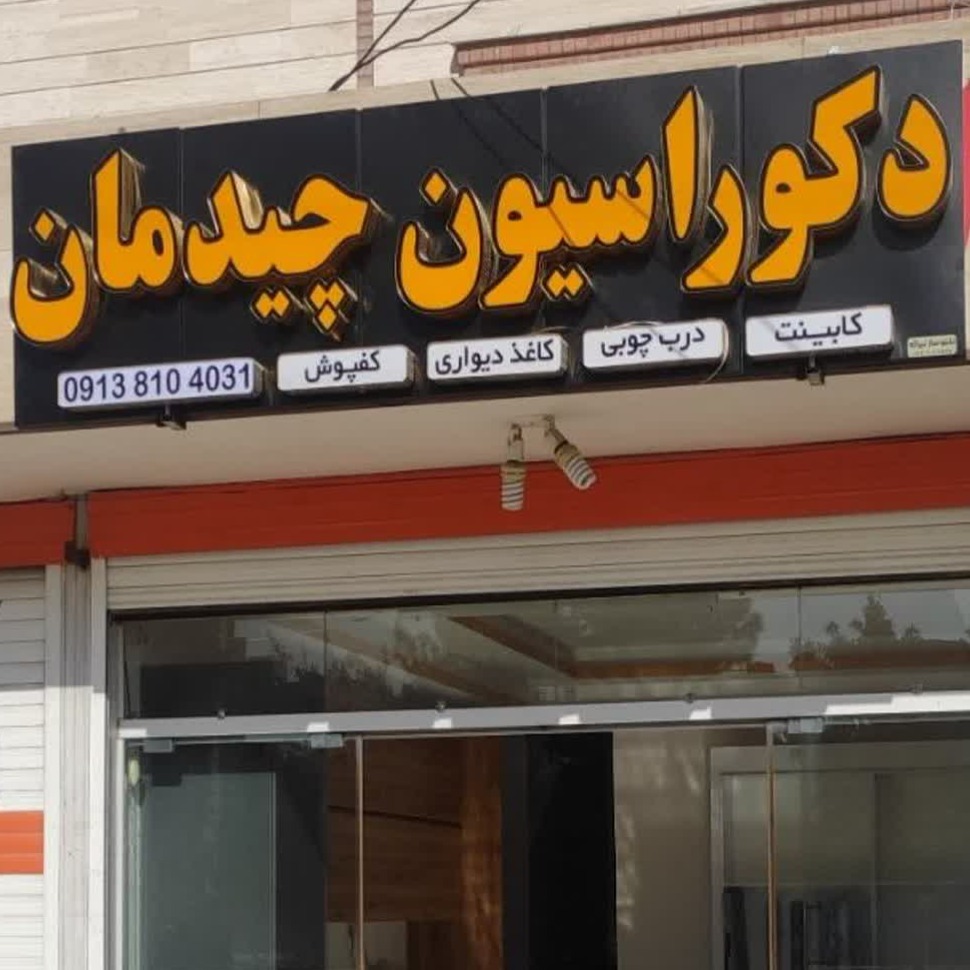 دکوراسیون چیدمان
کابینت
درب چوبی
کاغذ دیواری
کفپوش
0913 810 4031